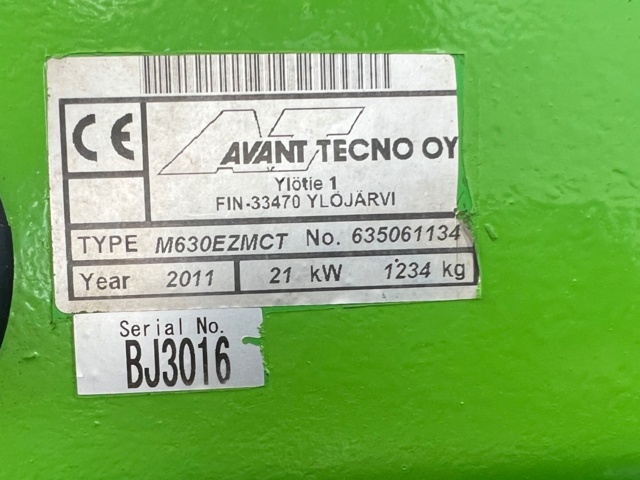 CE
AVANT TECNO OY
Ylötie 1
FIN-33470 YLÖJÄRVI
TYPE M630EZMCT No. 635061134
Year 2011 21 kW 1234 kg
Serial No.
BJ3016